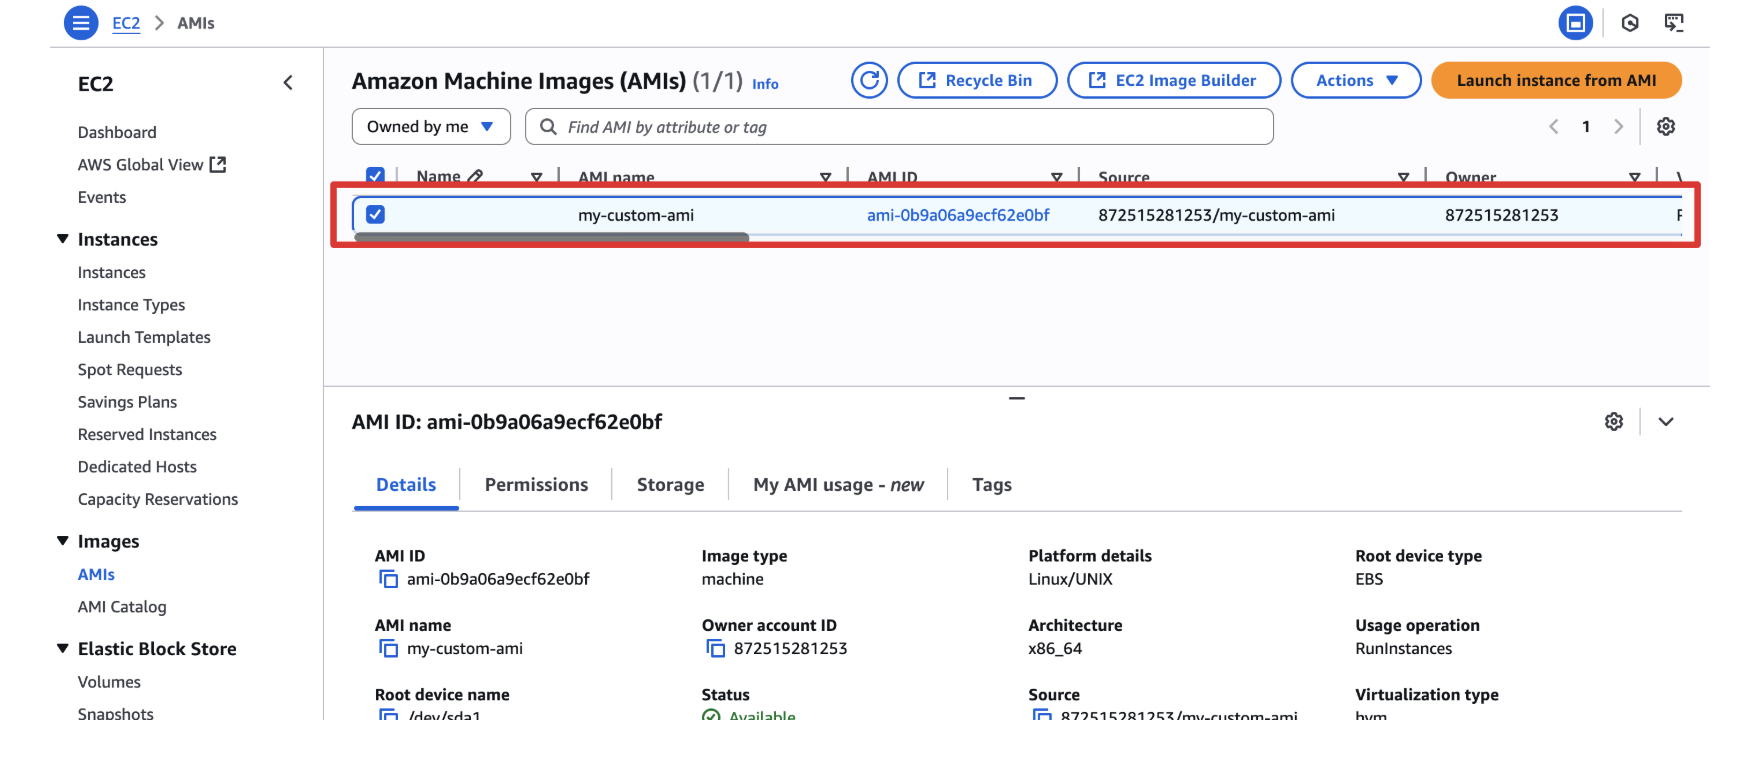 EC2 > AMIs
EC2
Dashboard
AWS Global View
Events
Instances
Instances
Instance Types
Launch Templates
Spot Requests
Savings Plans
Reserved Instances
Dedicated Hosts
Capacity Reservations
Images
AMIs
AMI Catalog
Elastic Block Store
Volumes
Snapshots
Amazon Machine Images (AMIs) (1/1) Info
Recycle Bin
EC2 Image Builder
Actions
Launch instance from AMI
Owned by me
Find AMI by attribute or tag
1
Name AMI name AMI ID Source Owner
my-custom-ami ami-0b9a06a9ecf62e0bf 872515281253/my-custom-ami 872515281253
AMI ID: ami-0b9a06a9ecf62e0bf
Details Permissions Storage My AMI usage - new Tags
AMI ID Image type Platform details Root device type
ami-0b9a06a9ecf62e0bf machine Linux/UNIX EBS
AMI name Owner account ID Architecture Usage operation
my-custom-ami 872515281253 x86_64 RunInstances
Root device name Status Source Virtualization type
/dev/sda1 Available 872515281253/my-custom-ami hvm